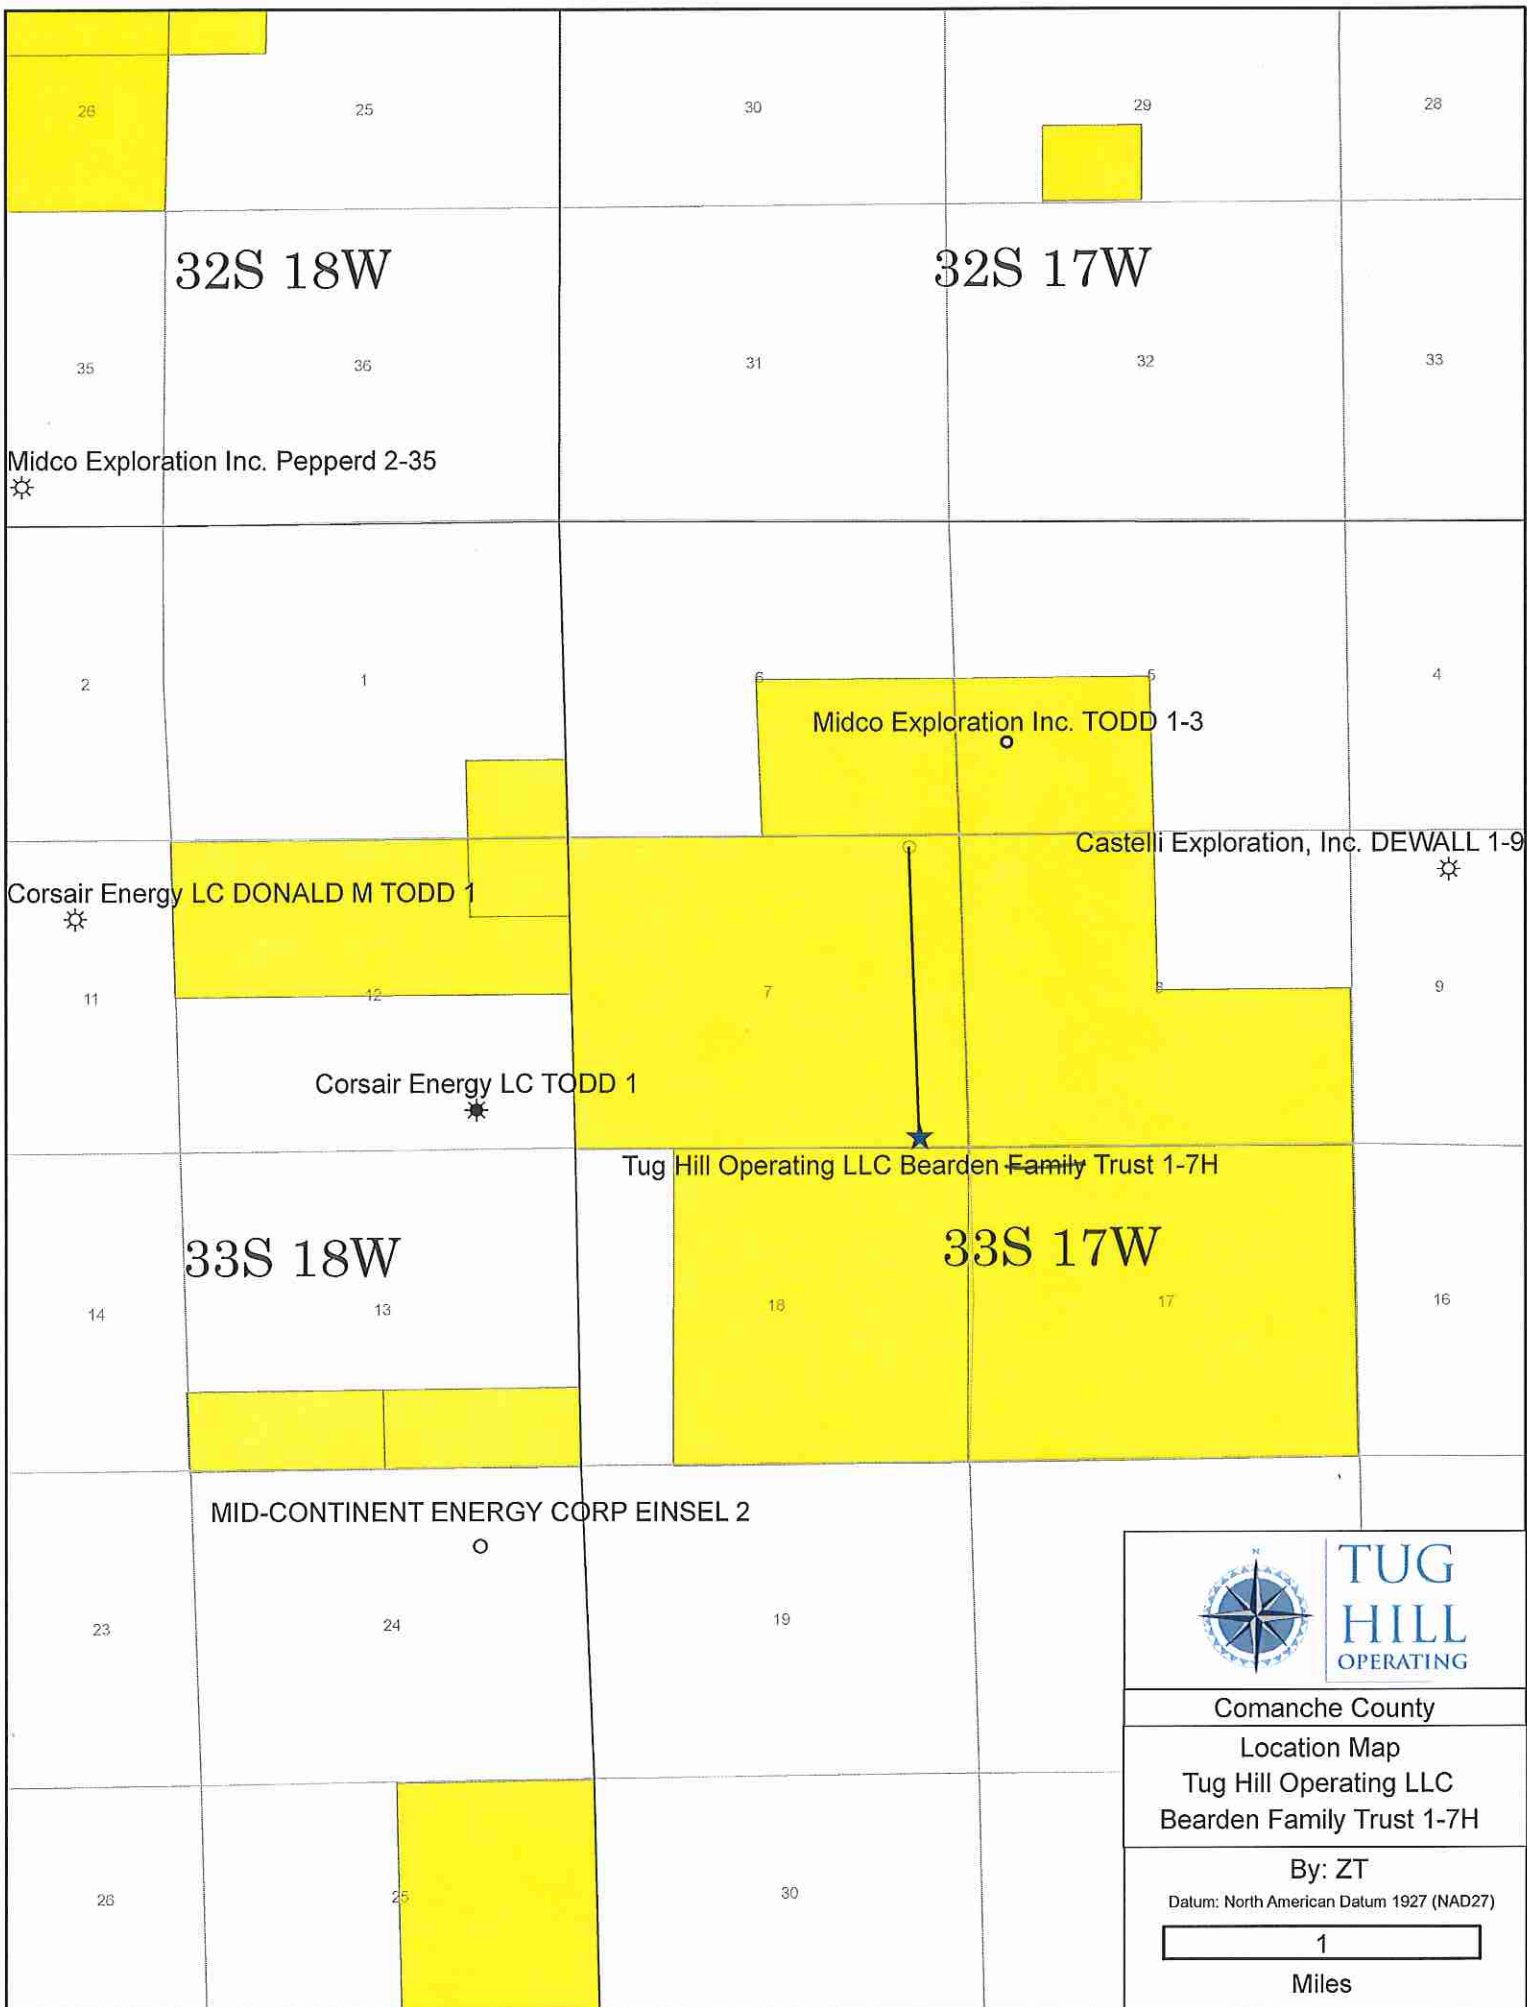 26
25
30
29
28
32S 18W
32S 17W
35
36
31
32
33
Midco Exploration Inc. Pepperd 2-35
2
1
6
5
4
Midco Exploration Inc. TODD 1-3
Castelli Exploration, Inc. DEWALL 1-9
Corsair Energy LC DONALD M TODD 1
11
12
7
8
9
Corsair Energy LC TODD 1
Tug Hill Operating LLC Bearden Family Trust 1-7H
33S 18W
33S 17W
14
13
18
17
16
MID-CONTINENT ENERGY CORP EINSEL 2
23
24
19
N
TUG
HILL
OPERATING
Comanche County
Location Map
Tug Hill Operating LLC
Bearden Family Trust 1-7H
26
25
30
By: ZT
Datum: North American Datum 1927 (NAD27)
1
Miles